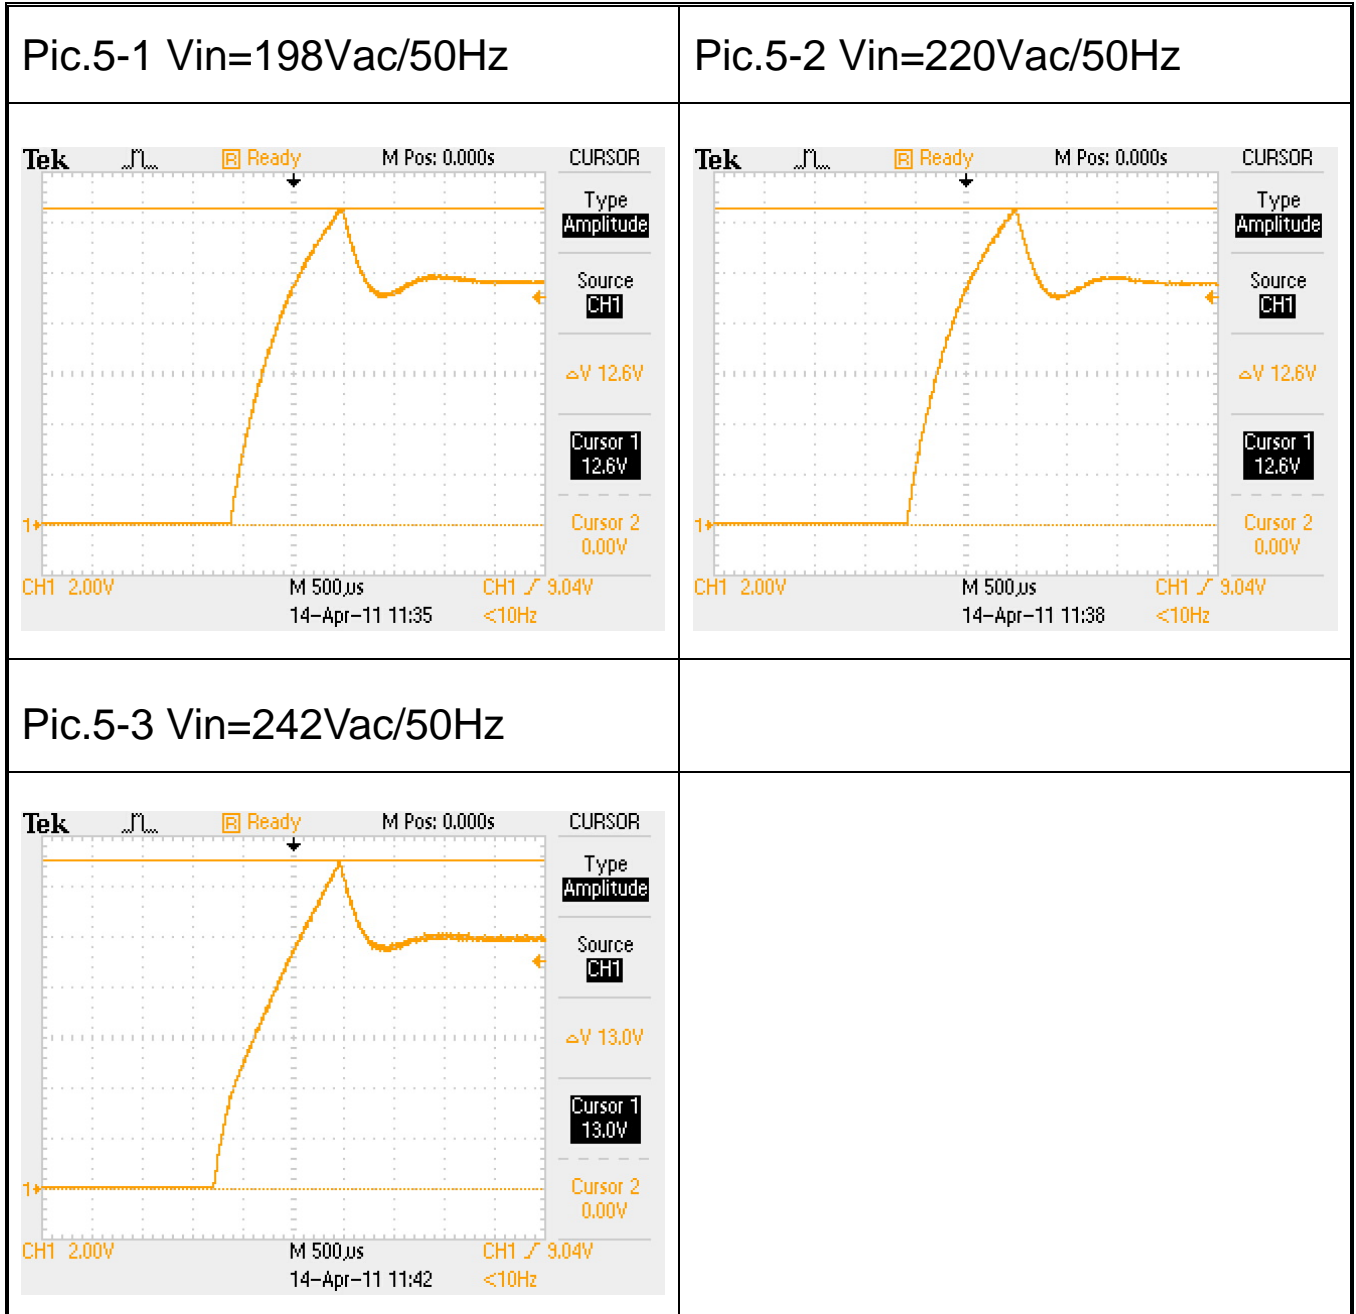 Pic.5-1 Vin=198Vac/50Hz
Tek
R Ready
M Pos: 0.000s
CURSOR
Type
Amplitude
Source
CH1
△V 12.6V
Cursor 1
12.6V
Cursor 2
0.00V
1
CH1 2.00V
M 500µs
CH1 9.04V
14-Apr-11 11:35
<10Hz
Pic.5-2 Vin=220Vac/50Hz
Tek
R Ready
M Pos: 0.000s
CURSOR
Type
Amplitude
Source
CH1
△V 12.6V
Cursor 1
12.6V
Cursor 2
0.00V
1
CH1 2.00V
M 500µs
CH1 9.04V
14-Apr-11 11:38
<10Hz
Pic.5-3 Vin=242Vac/50Hz
Tek
R Ready
M Pos: 0.000s
CURSOR
Type
Amplitude
Source
CH1
△V 13.0V
Cursor 1
13.0V
Cursor 2
0.00V
1
CH1 2.00V
M 500µs
CH1 9.04V
14-Apr-11 11:42
<10Hz